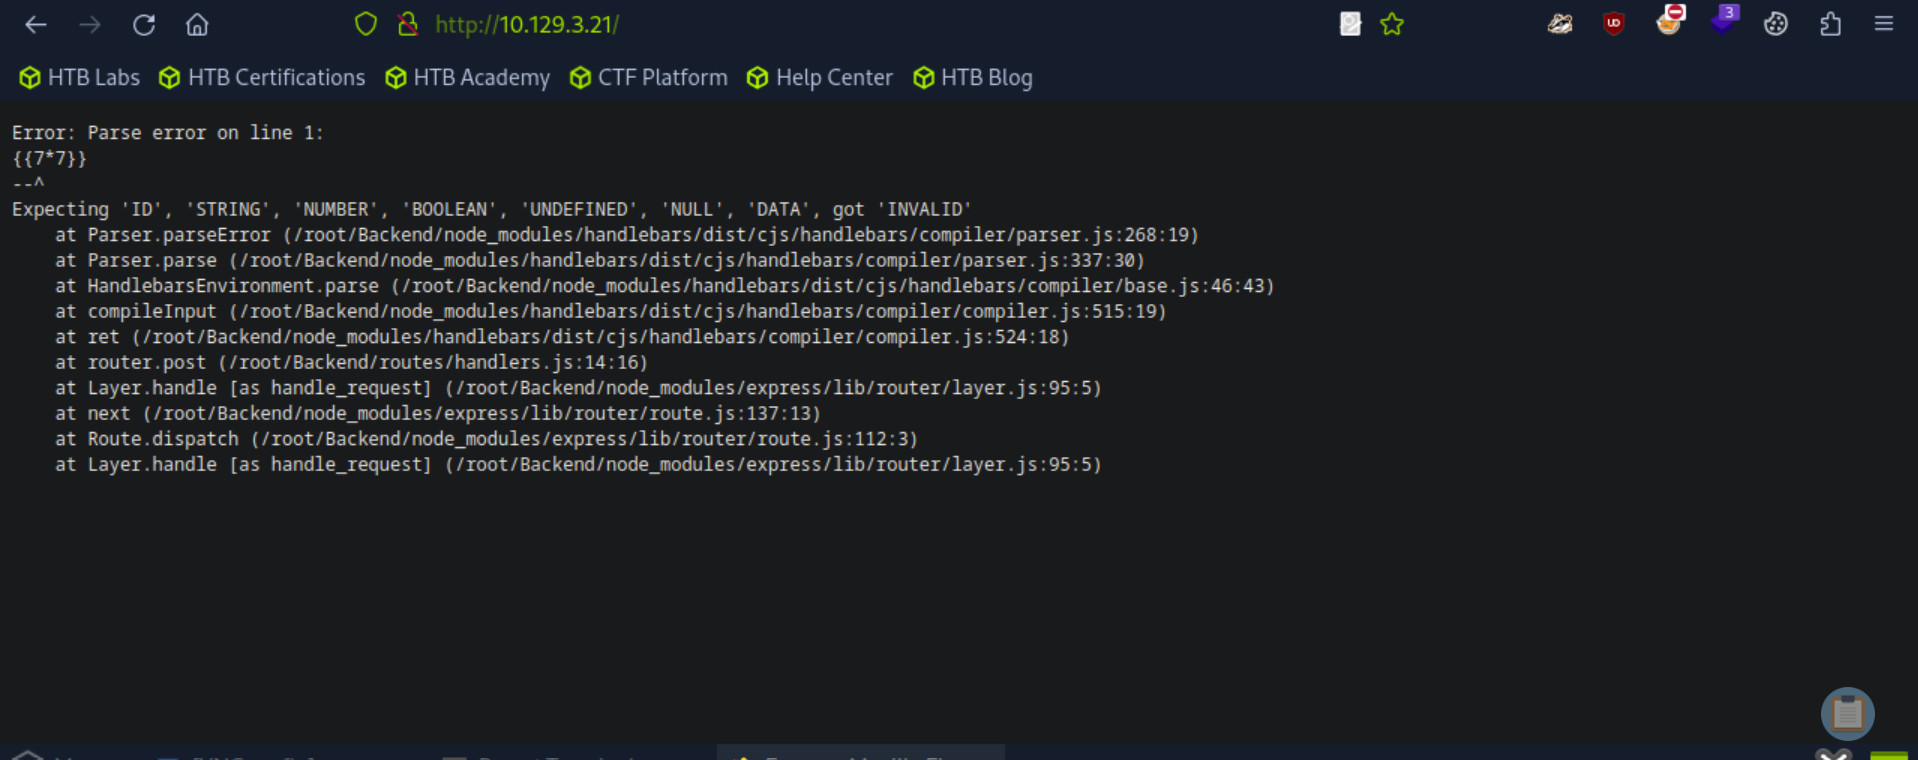 http://10.129.3.21/
3
HTB Labs HTB Certifications HTB Academy CTF Platform Help Center HTB Blog
Error: Parse error on line 1:
{{7*7}}
--^
Expecting 'ID', 'STRING', 'NUMBER', 'BOOLEAN', 'UNDEFINED', 'NULL', 'DATA', got 'INVALID'
    at Parser.parseError (/root/Backend/node_modules/handlebars/dist/cjs/handlebars/compiler/parser.js:268:19)
    at Parser.parse (/root/Backend/node_modules/handlebars/dist/cjs/handlebars/compiler/parser.js:337:30)
    at HandlebarsEnvironment.parse (/root/Backend/node_modules/handlebars/dist/cjs/handlebars/compiler/base.js:46:43)
    at compileInput (/root/Backend/node_modules/handlebars/dist/cjs/handlebars/compiler/compiler.js:515:19)
    at ret (/root/Backend/node_modules/handlebars/dist/cjs/handlebars/compiler/compiler.js:524:18)
    at router.post (/root/Backend/routes/handlers.js:14:16)
    at Layer.handle [as handle_request] (/root/Backend/node_modules/express/lib/router/layer.js:95:5)
    at next (/root/Backend/node_modules/express/lib/router/route.js:137:13)
    at Route.dispatch (/root/Backend/node_modules/express/lib/router/route.js:112:3)
    at Layer.handle [as handle_request] (/root/Backend/node_modules/express/lib/router/layer.js:95:5)